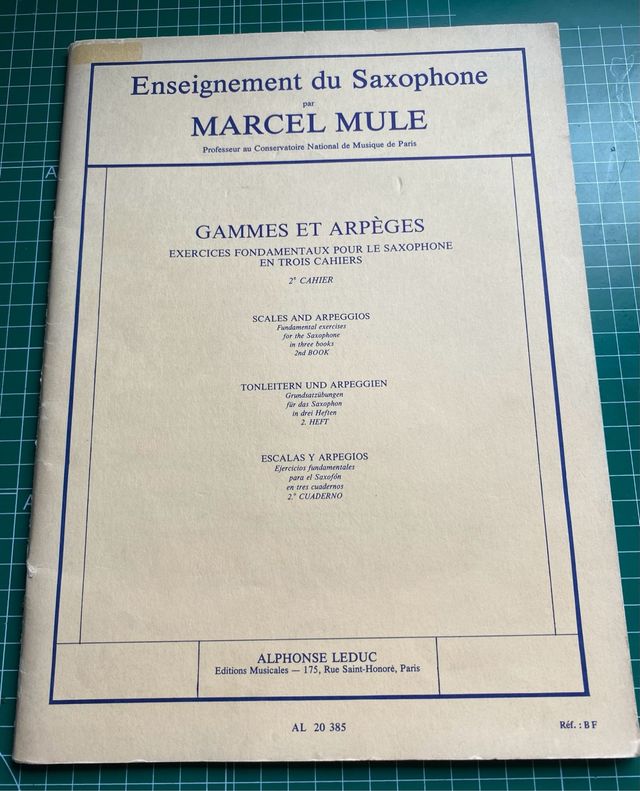 Enseignement du Saxophone
par
MARCEL MULE
Professeur au Conservatoire National de Musique de Paris
GAMMES ET ARPÈGES
EXERCICES FONDAMENTAUX POUR LE SAXOPHONE
EN TROIS CAHIERS
2e CAHIER
SCALES AND ARPEGGIOS
Fundamental exercises
for the Saxophone
in three books
2nd BOOK
TONLEITERN UND ARPEGGIEN
Grundsatzübungen
für das Saxophon
in drei Heften
2. HEFT
ESCALAS Y ARPEGIOS
Ejercicios fundamentales
para el Saxofón
en tres cuadernos
2.º CUADERNO
ALPHONSE LEDUC
Editions Musicales — 175, Rue Saint-Honoré, Paris
AL 20 385
Réf. : B F